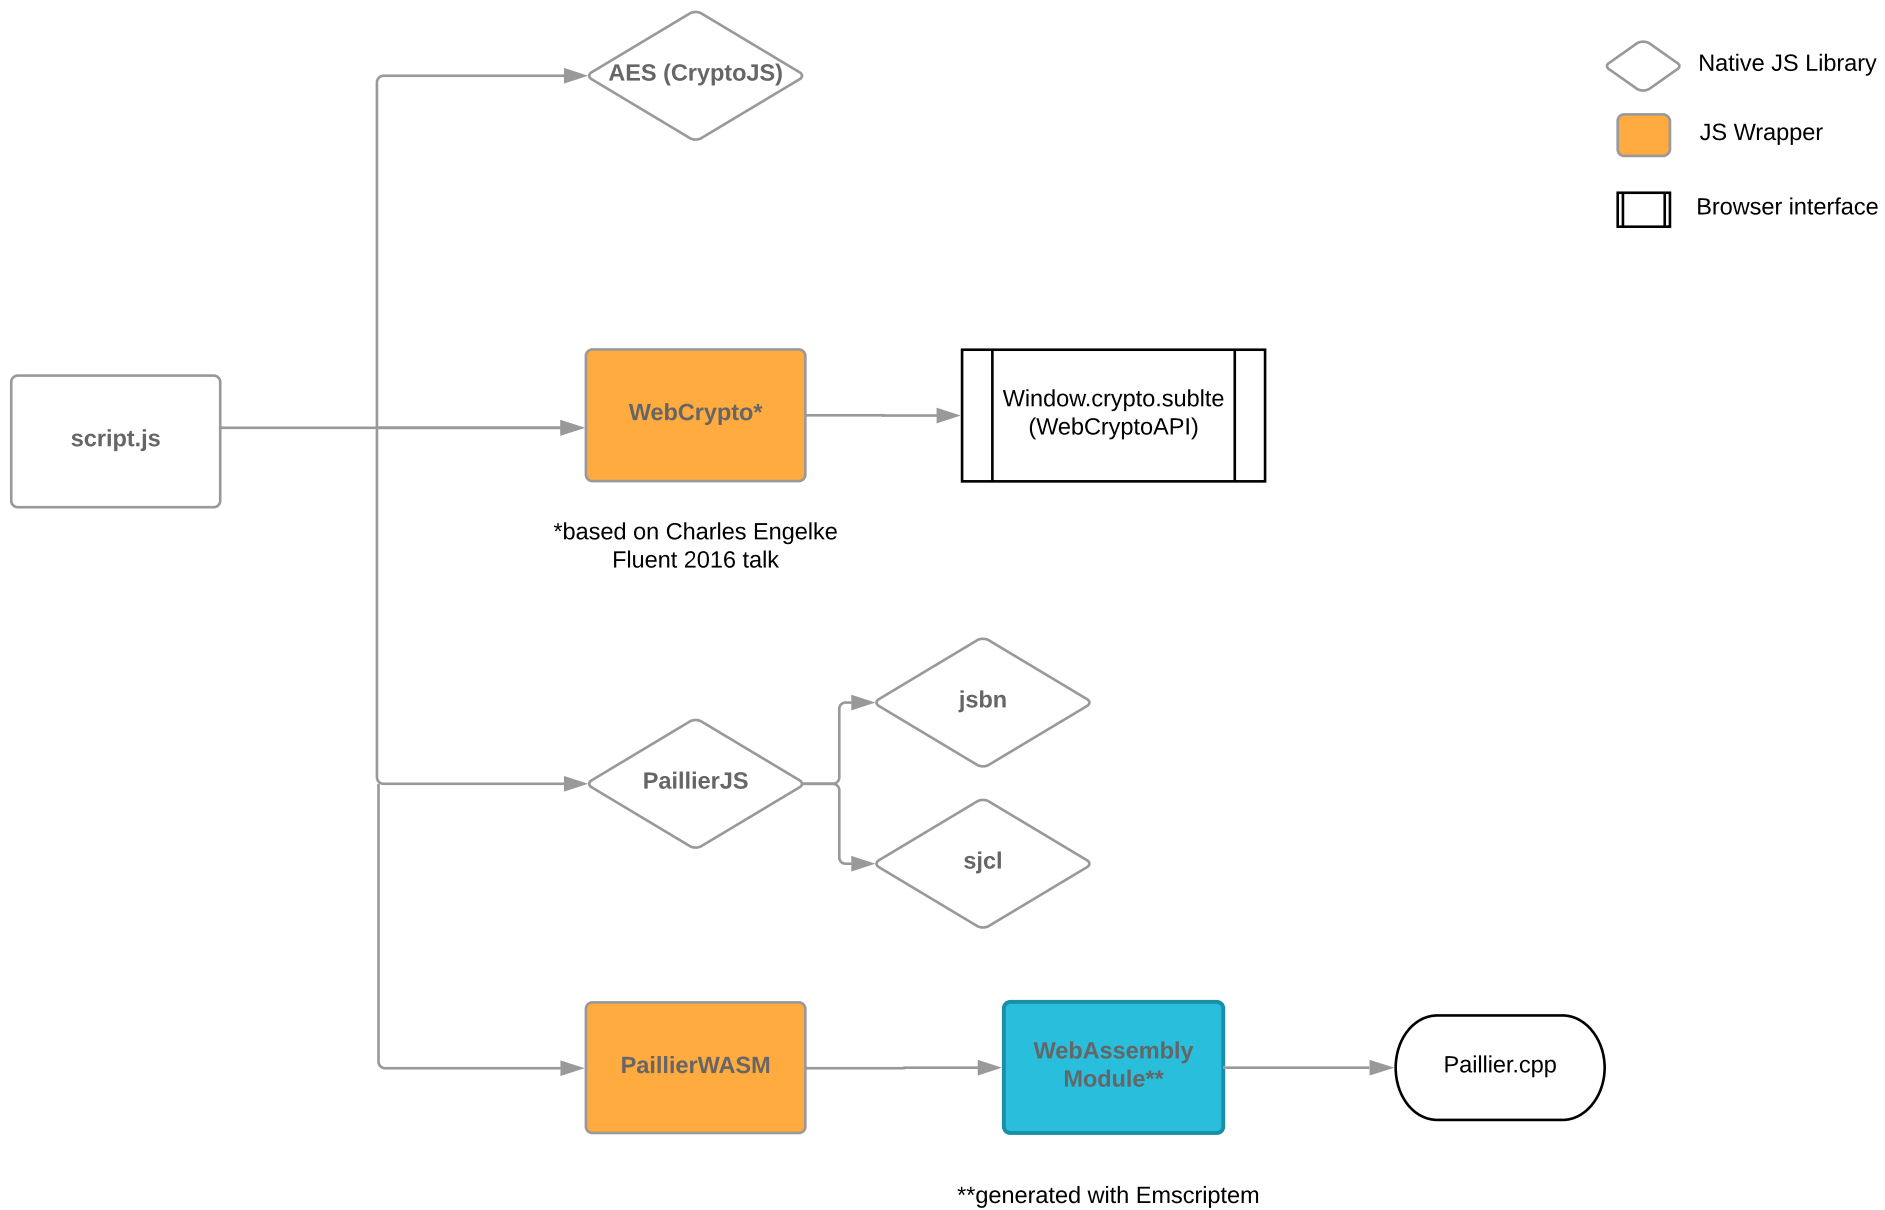 AES (CryptoJS)
Native JS Library
JS Wrapper
Browser interface
script.js
WebCrypto*
Window.crypto.sublte
(WebCryptoAPI)
*based on Charles Engelke
Fluent 2016 talk
jsbn
PaillierJS
sjcl
PaillierWASM
WebAssembly
Module**
Paillier.cpp
**generated with Emscriptem